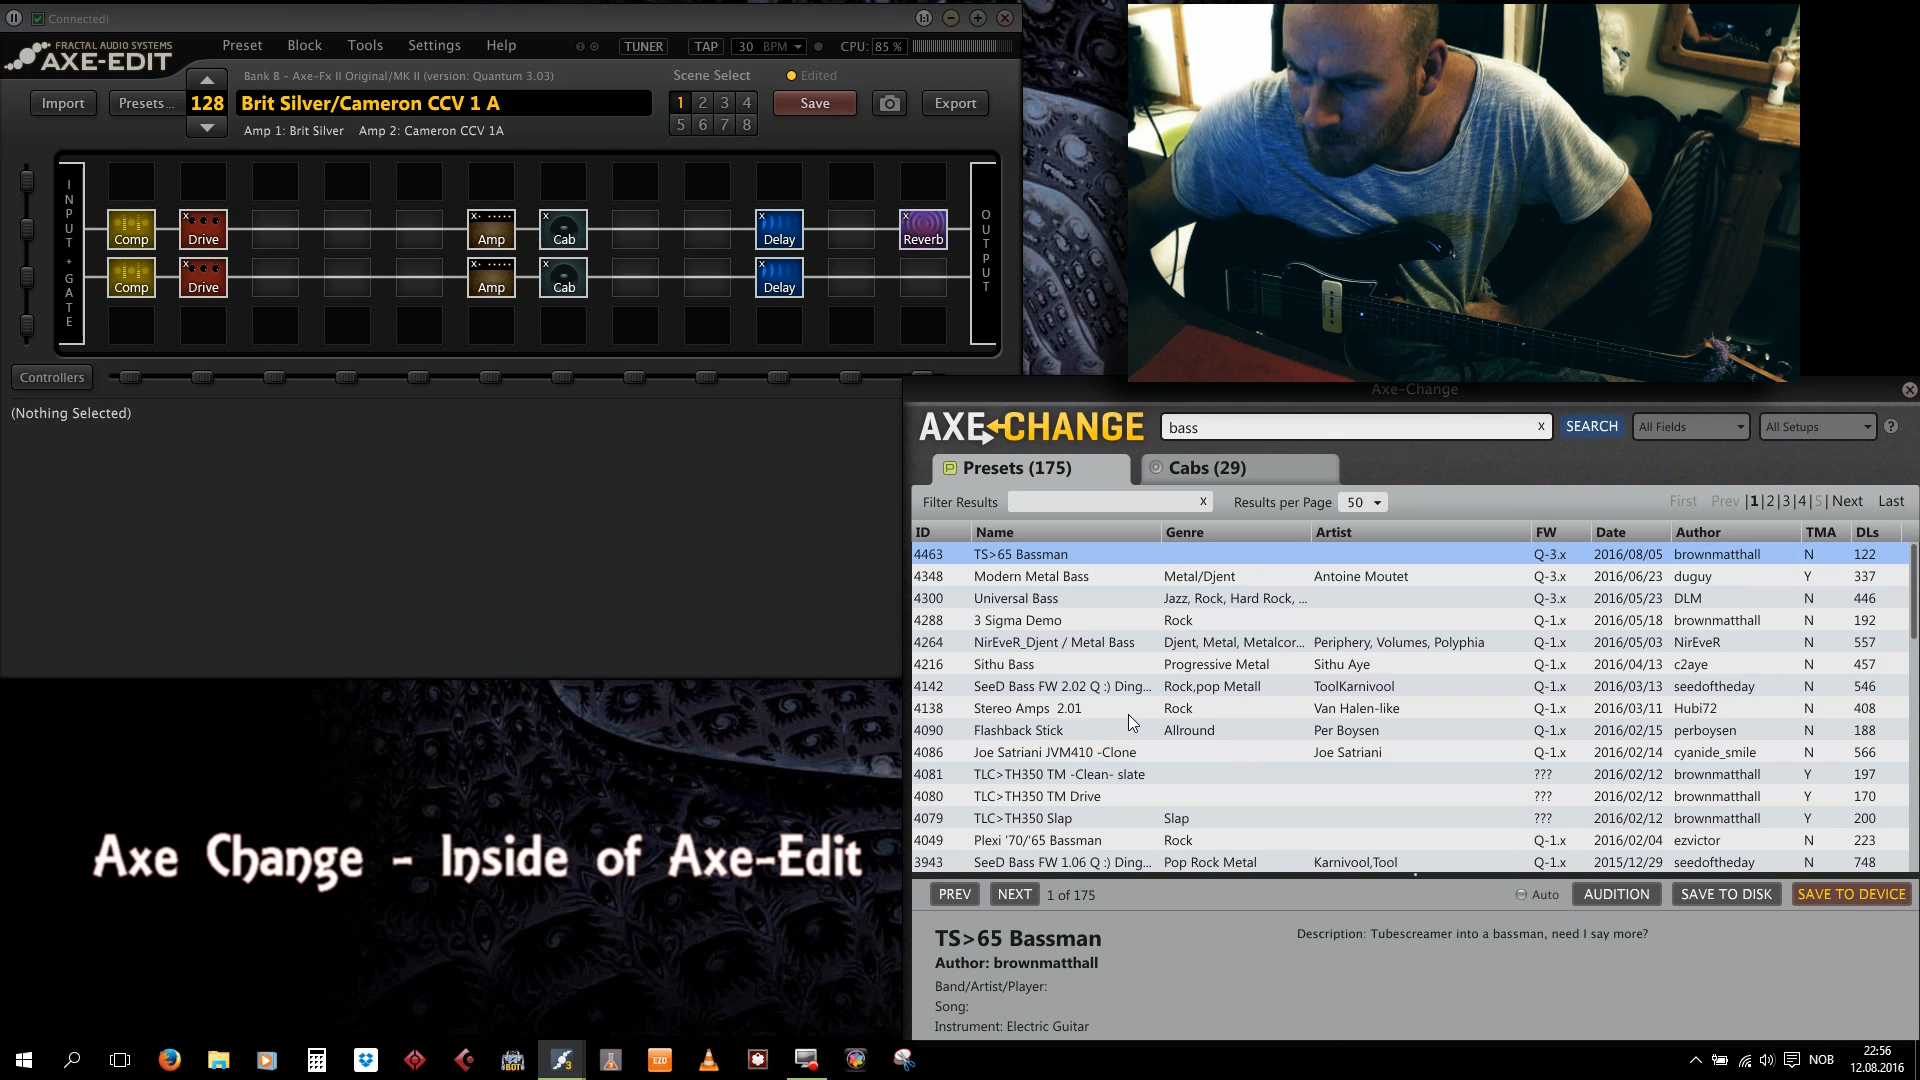 Connected!
1:1
FRACTAL AUDIO SYSTEMS
AXE-EDIT
Preset Block Tools Settings Help
TUNER TAP 30 BPM CPU: 85 %
Bank B - Axe-Fx II Original/MK II (version: Quantum 3.03)
Scene Select Edited
Import Presets... 128 Brit Silver/Cameron CCV 1 A
1 2 3 4 Save Export
5 6 7 8
Amp 1: Brit Silver Amp 2: Cameron CCV 1A
INPUT + GATE
Comp X Drive X Amp X Cab X Delay X Reverb
Comp X Drive X Amp X Cab X Delay
OUTPUT
Controllers
(Nothing Selected)
Axe-Change
AXE CHANGE bass x SEARCH All Fields All Setups ?
P Presets (175) Cabs (29)
Filter Results x Results per Page 50 First Prev |1|2|3|4|5| Next Last
ID Name Genre Artist FW Date Author TMA DLs
4463 TS>65 Bassman Q-3.x 2016/08/05 brownmatthall N 122
4348 Modern Metal Bass Metal/Djent Antoine Moutet Q-3.x 2016/06/23 duguy Y 337
4300 Universal Bass Jazz, Rock, Hard Rock, ... Q-3.x 2016/05/23 DLM N 446
4288 3 Sigma Demo Rock Q-1.x 2016/05/18 brownmatthall N 192
4264 NirEveR_Djent / Metal Bass Djent, Metal, Metalcor... Periphery, Volumes, Polyphia Q-1.x 2016/05/03 NirEveR N 557
4216 Sithu Bass Progressive Metal Sithu Aye Q-1.x 2016/04/13 c2aye N 457
4142 SeeD Bass FW 2.02 Q :) Ding... Rock,pop Metall ToolKarnivool Q-1.x 2016/03/13 seedoftheday N 546
4138 Stereo Amps 2.01 Rock Van Halen-like Q-1.x 2016/03/11 Hubi72 N 408
4090 Flashback Stick Allround Per Boysen Q-1.x 2016/02/15 perboysen N 188
4086 Joe Satriani JVM410 -Clone Joe Satriani Q-1.x 2016/02/14 cyanide_smile N 566
4081 TLC>TH350 TM -Clean- slate ??? 2016/02/12 brownmatthall Y 197
4080 TLC>TH350 TM Drive ??? 2016/02/12 brownmatthall Y 170
4079 TLC>TH350 Slap Slap ??? 2016/02/12 brownmatthall Y 200
4049 Plexi '70/'65 Bassman Rock Q-1.x 2016/02/04 ezvictor N 223
3943 SeeD Bass FW 1.06 Q :) Ding... Pop Rock Metal Karnivool,Tool Q-1.x 2015/12/29 seedoftheday N 748
PREV NEXT 1 of 175 Auto AUDITION SAVE TO DISK SAVE TO DEVICE
TS>65 Bassman
Description: Tubescreamer into a bassman, need I say more?
Author: brownmatthall
Band/Artist/Player:
Song:
Instrument: Electric Guitar
Axe Change - Inside of Axe-Edit
BOT 3 EZD
NOB
22:56
12.08.2016